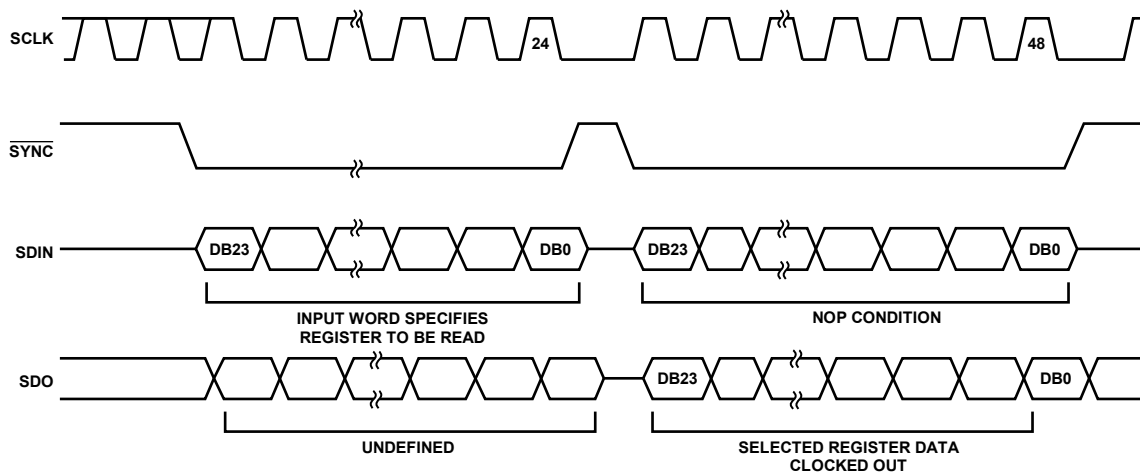 SCLK
24
48
SYNC
SDIN
DB23
DB0
DB23
DB0
INPUT WORD SPECIFIES
REGISTER TO BE READ
NOP CONDITION
SDO
DB23
DB0
UNDEFINED
SELECTED REGISTER DATA
CLOCKED OUT